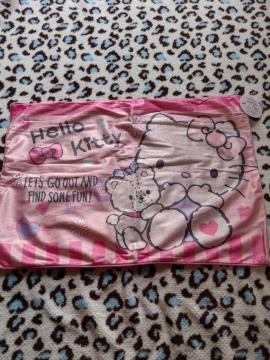 Hello
Kitty
LET'S GO OUT AND
FIND SOME FUN!